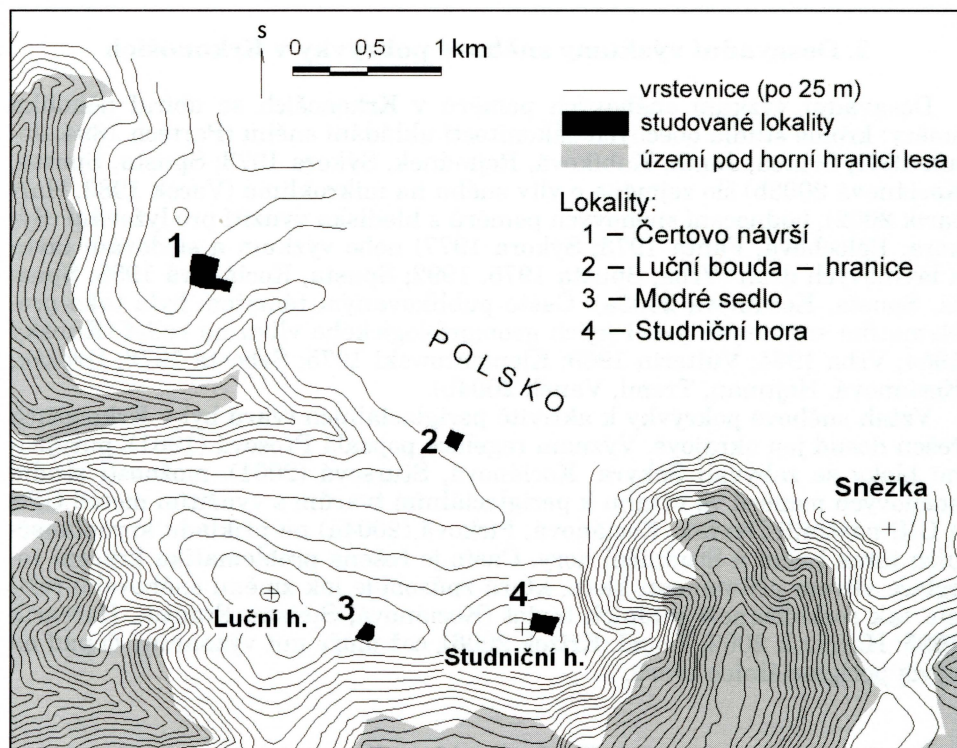 S
0 0,5 1 km
vrstevnice (po 25 m)
studované lokality
území pod horní hranicí lesa
Lokality:
1 – Čertovo návrší
2 – Luční bouda – hranice
3 – Modré sedlo
4 – Studniční hora
1
POLSKO
2
Sněžka
Luční h.
3
4
Studniční h.